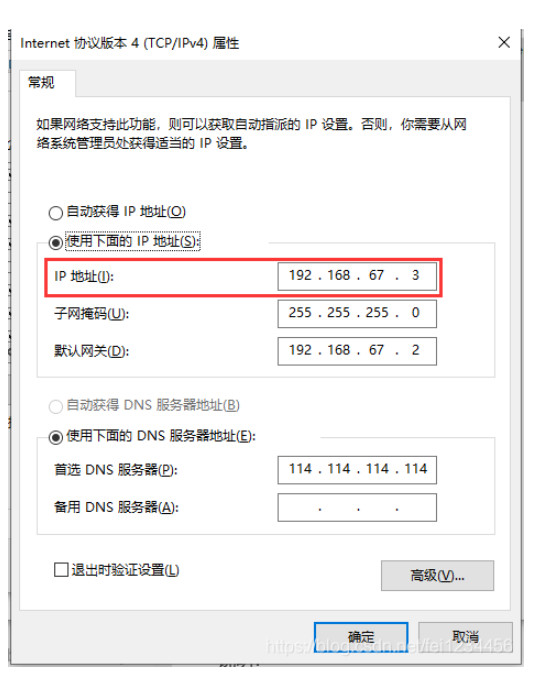 Internet 协议版本 4 (TCP/IPv4) 属性
常规
如果网络支持此功能，则可以获取自动指派的 IP 设置。否则，你需要从网
络系统管理员处获得适当的 IP 设置。
自动获得 IP 地址(O)
使用下面的 IP 地址(S):
IP 地址(I): 192 . 168 . 67 . 3
子网掩码(U): 255 . 255 . 255 . 0
默认网关(D): 192 . 168 . 67 . 2
自动获得 DNS 服务器地址(B)
使用下面的 DNS 服务器地址(E):
首选 DNS 服务器(P): 114 . 114 . 114 . 114
备用 DNS 服务器(A): . . .
退出时验证设置(L)
高级(V)...
确定 取消
https://blog.csdn.net/lei1234456